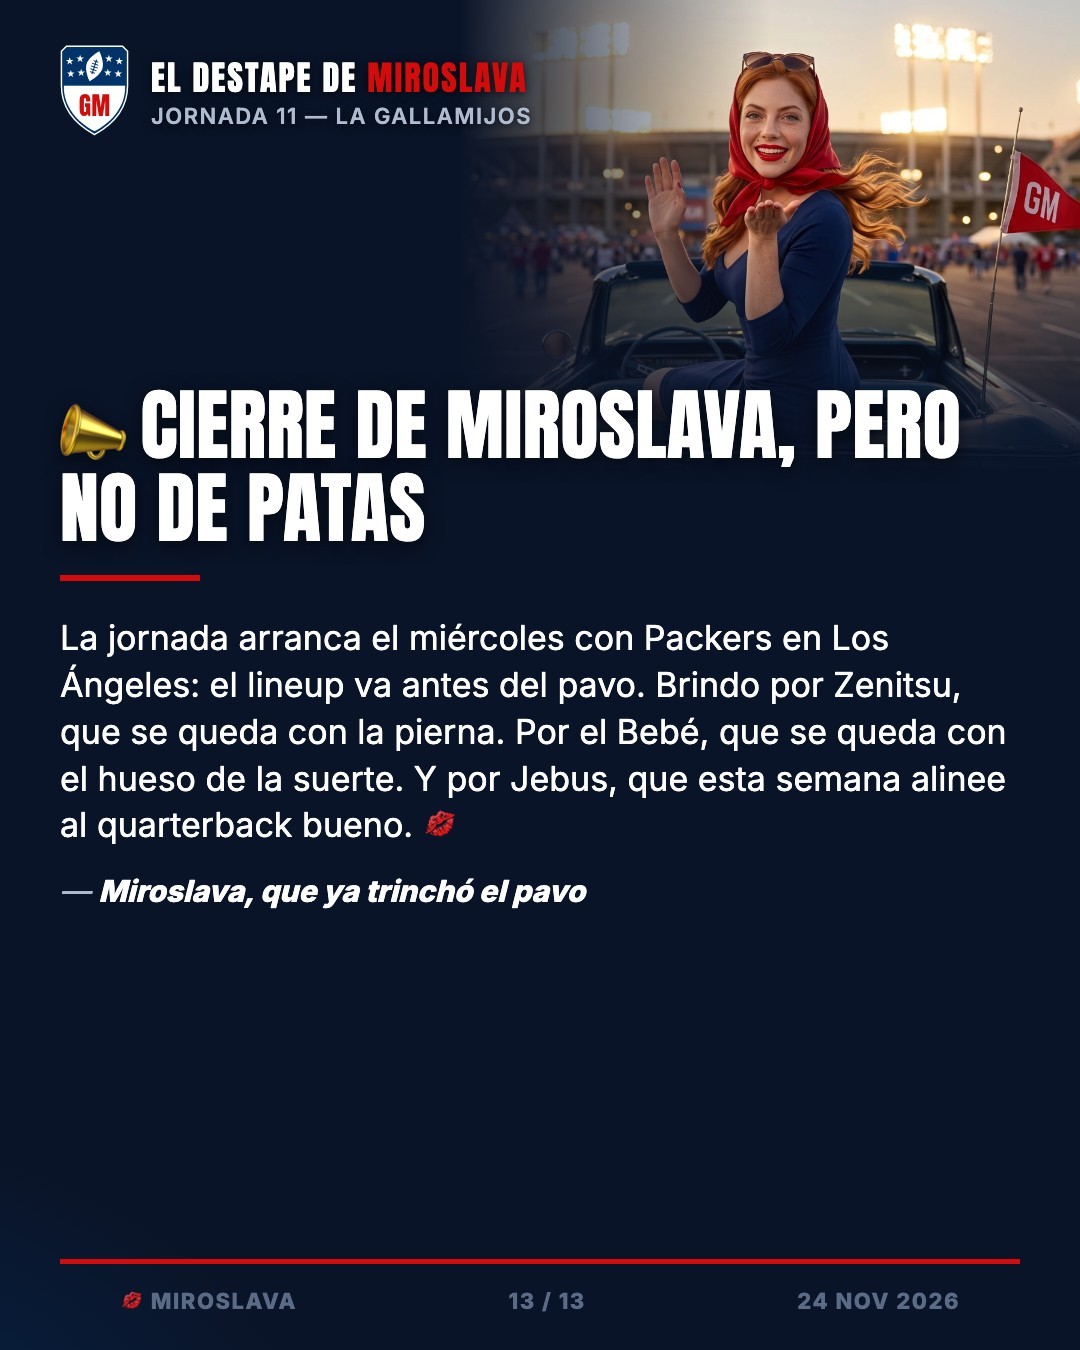 GM
EL DESTAPE DE MIROSLAVA
JORNADA 11 — LA GALLAMIJOS
GM
📣 CIERRE DE MIROSLAVA, PERO
NO DE PATAS
La jornada arranca el miércoles con Packers en Los
Ángeles: el lineup va antes del pavo. Brindo por Zenitsu,
que se queda con la pierna. Por el Bebé, que se queda con
el hueso de la suerte. Y por Jebus, que esta semana alinee
al quarterback bueno. 💋
— Miroslava, que ya trinchó el pavo
💋 MIROSLAVA
13 / 13
24 NOV 2026